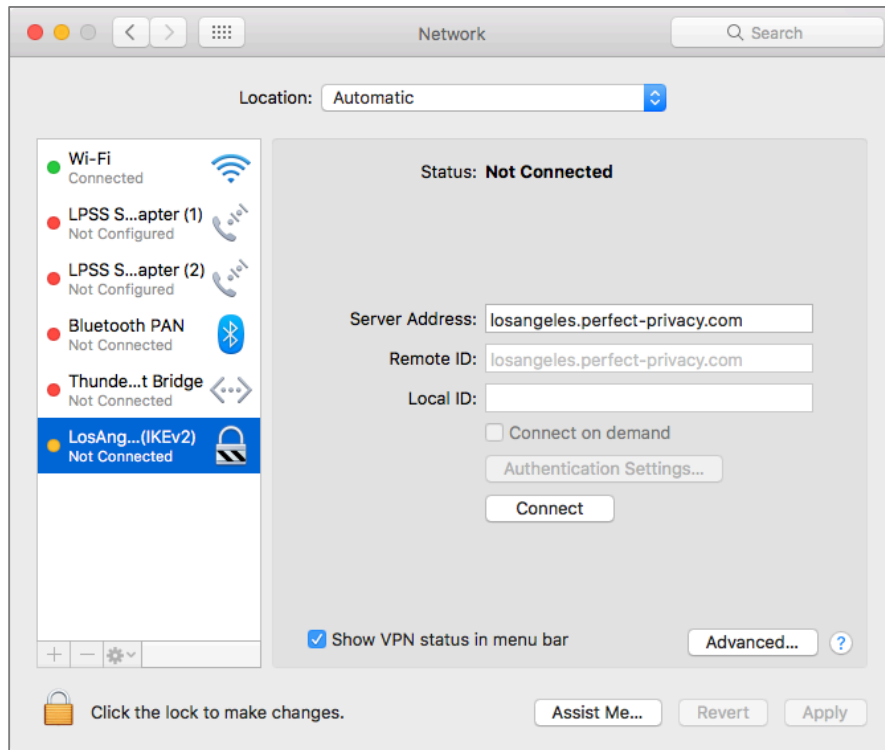 Network
Search
Location: Automatic
Wi-Fi
Connected
LPSS S...apter (1)
Not Configured
LPSS S...apter (2)
Not Configured
Bluetooth PAN
Not Connected
Thunde...t Bridge
Not Connected
LosAng...(IKEv2)
Not Connected
Status: Not Connected
Server Address: losangeles.perfect-privacy.com
Remote ID: losangeles.perfect-privacy.com
Local ID:
Connect on demand
Authentication Settings...
Connect
Show VPN status in menu bar
Advanced... ?
Click the lock to make changes.
Assist Me... Revert Apply